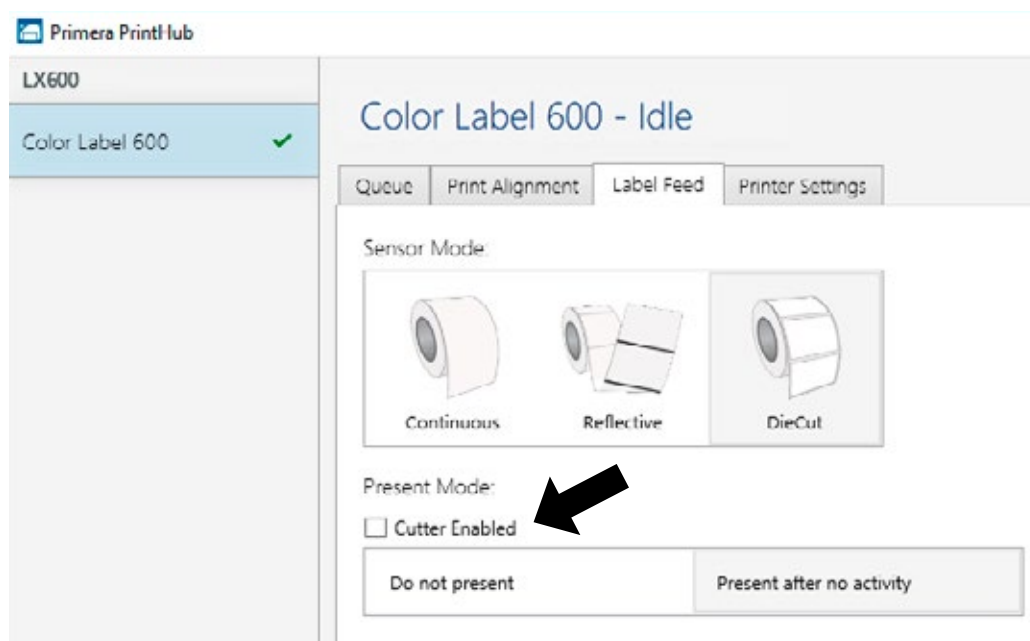 Primera PrintHub
LX600
Color Label 600
Color Label 600 - Idle
Queue Print Alignment Label Feed Printer Settings
Sensor Mode:
Continuous Reflective DieCut
Present Mode:
Cutter Enabled
Do not present Present after no activity